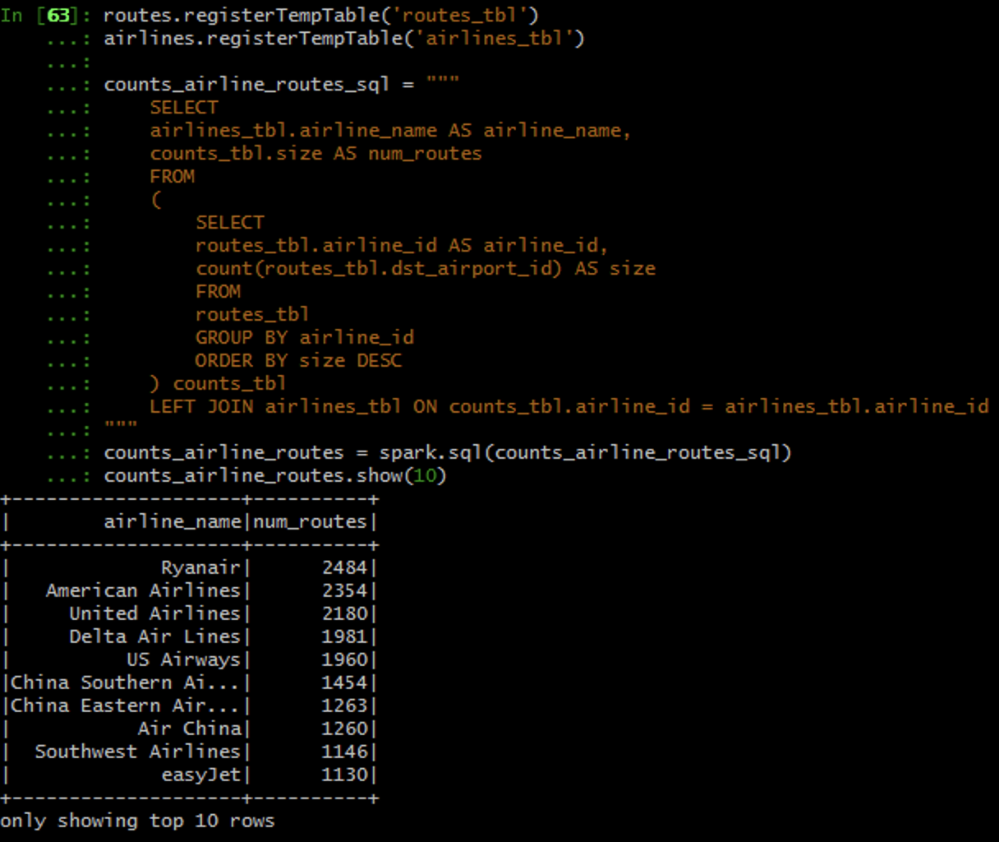 In [63]: routes.registerTempTable('routes_tbl')
    ...: airlines.registerTempTable('airlines_tbl')
    ...:
    ...: counts_airline_routes_sql = """
    ...:     SELECT
    ...:     airlines_tbl.airline_name AS airline_name,
    ...:     counts_tbl.size AS num_routes
    ...:     FROM
    ...:     (
    ...:         SELECT
    ...:         routes_tbl.airline_id AS airline_id,
    ...:         count(routes_tbl.dst_airport_id) AS size
    ...:         FROM
    ...:         routes_tbl
    ...:         GROUP BY airline_id
    ...:         ORDER BY size DESC
    ...:     ) counts_tbl
    ...:     LEFT JOIN airlines_tbl ON counts_tbl.airline_id = airlines_tbl.airline_id
    ...: """
    ...: counts_airline_routes = spark.sql(counts_airline_routes_sql)
    ...: counts_airline_routes.show(10)
+--------------------+----------+
|        airline_name|num_routes|
+--------------------+----------+
|             Ryanair|      2484|
|   American Airlines|      2354|
|     United Airlines|      2180|
|     Delta Air Lines|      1981|
|          US Airways|      1960|
|China Southern Ai...|      1454|
|China Eastern Air...|      1263|
|           Air China|      1260|
|  Southwest Airlines|      1146|
|             easyJet|      1130|
+--------------------+----------+
only showing top 10 rows